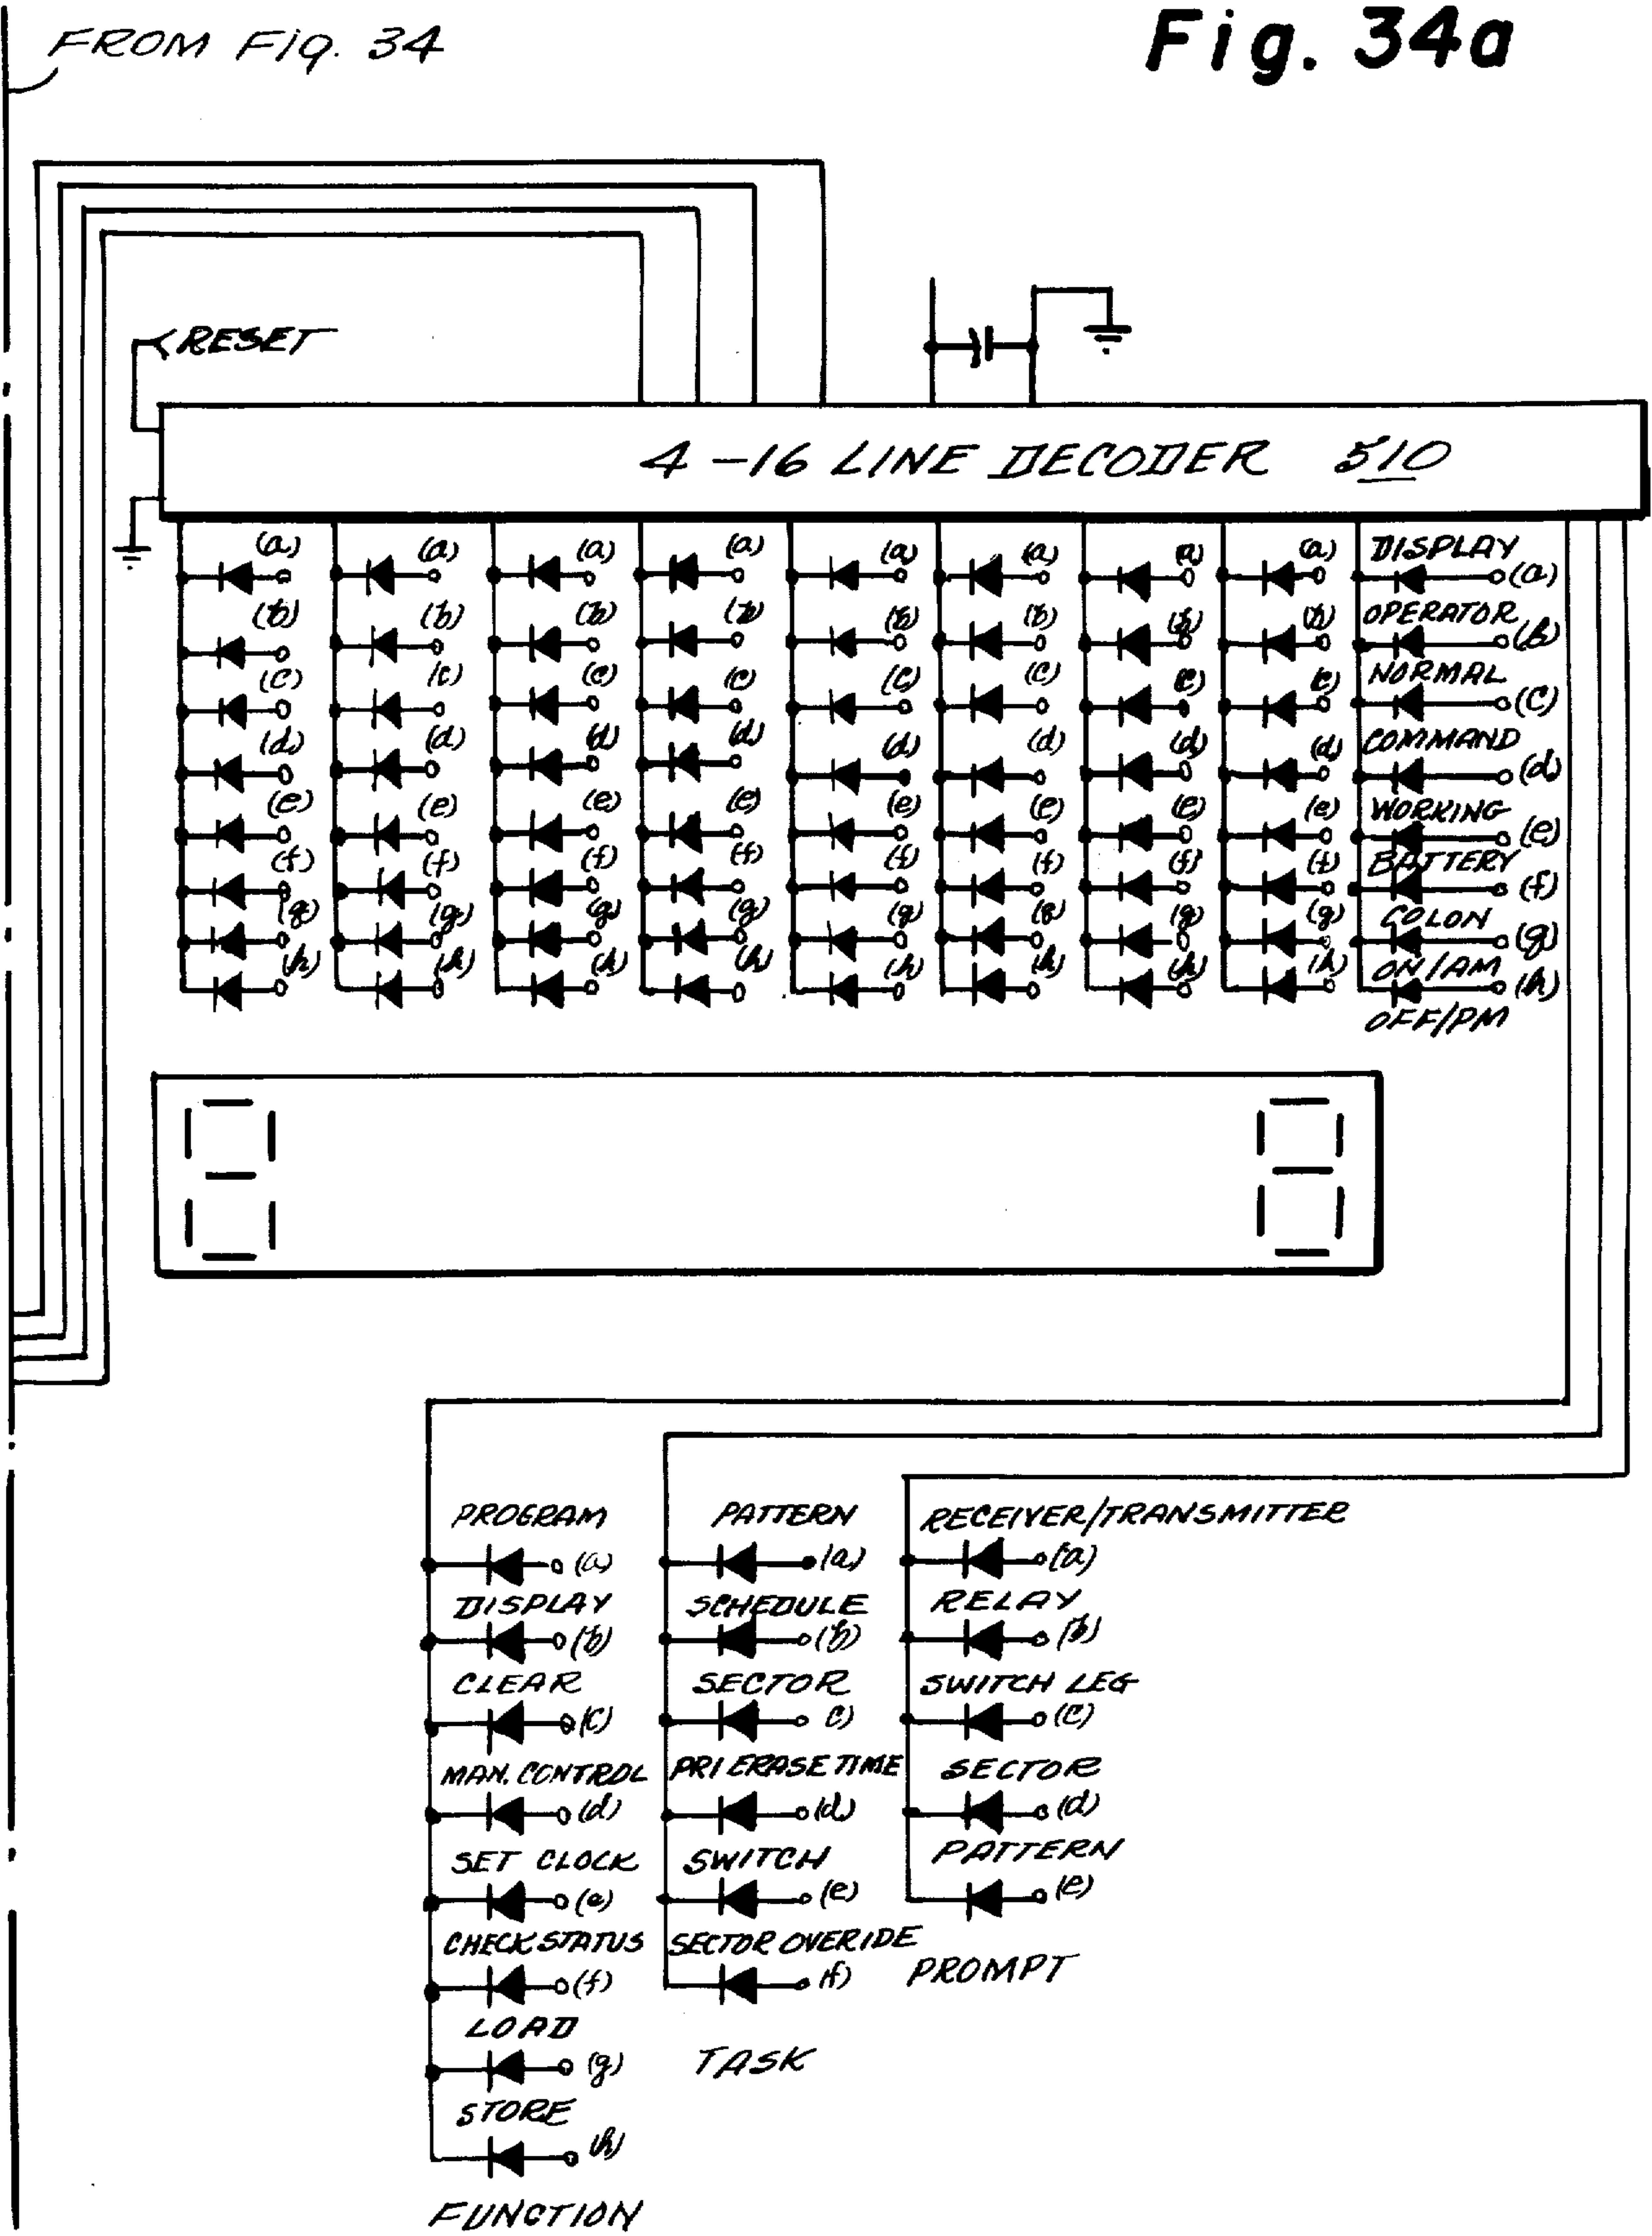 FROM Fig. 34
Fig. 34a
RESET
4-16 LINE DECODER 510
(a) (a) (a) (a) (a) (a) (a) (a) DISPLAY (a)
(b) (b) (b) (b) (b) (b) (b) (b) OPERATOR (b)
(c) (c) (c) (c) (c) (c) (c) (c) NORMAL (c)
(d) (d) (d) (d) (d) (d) (d) (d) COMMAND (d)
(e) (e) (e) (e) (e) (e) (e) (e) WORKING (e)
(f) (f) (f) (f) (f) (f) (f) (f) BATTERY (f)
(g) (g) (g) (g) (g) (g) (g) (g) COLON (g)
(h) (h) (h) (h) (h) (h) (h) (h) ON/AM (h)
OFF/PM
PROGRAM PATTERN RECEIVER/TRANSMITTER
(a) (a) (a)
DISPLAY SCHEDULE RELAY
(b) (b) (b)
CLEAR SECTOR SWITCH LEG
(c) c) (c)
MAN. CONTROL PRI ERASE TIME SECTOR
(d) (d) (d)
SET CLOCK SWITCH PATTERN
(e) (e) (e)
CHECK STATUS SECTOR OVERIDE PROMPT
(f) (f)
LOAD
(g) TASK
STORE
(h)
FUNCTION